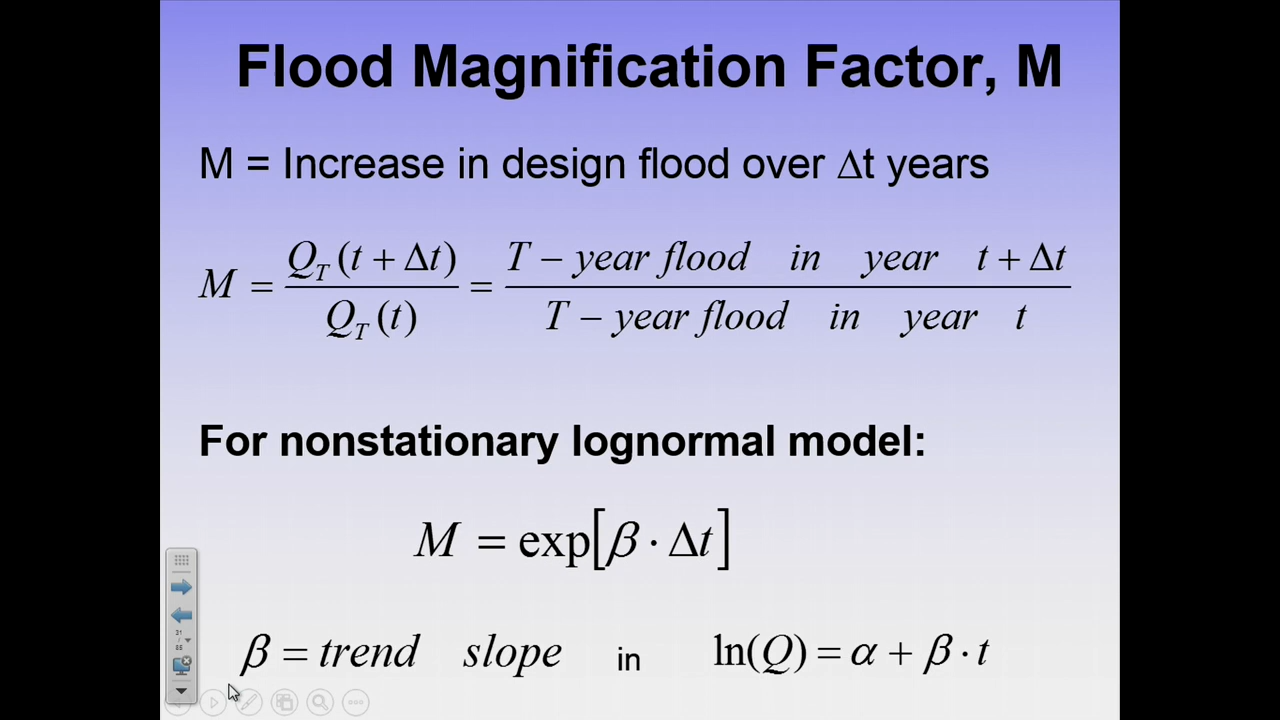 Flood Magnification Factor, M
M = Increase in design flood over Δt years
M = Q_T (t + Δt) / Q_T (t) = T − year flood in year t + Δt / T − year flood in year t
For nonstationary lognormal model:
M = exp[β · Δt]
β = trend slope in ln(Q) = α + β · t